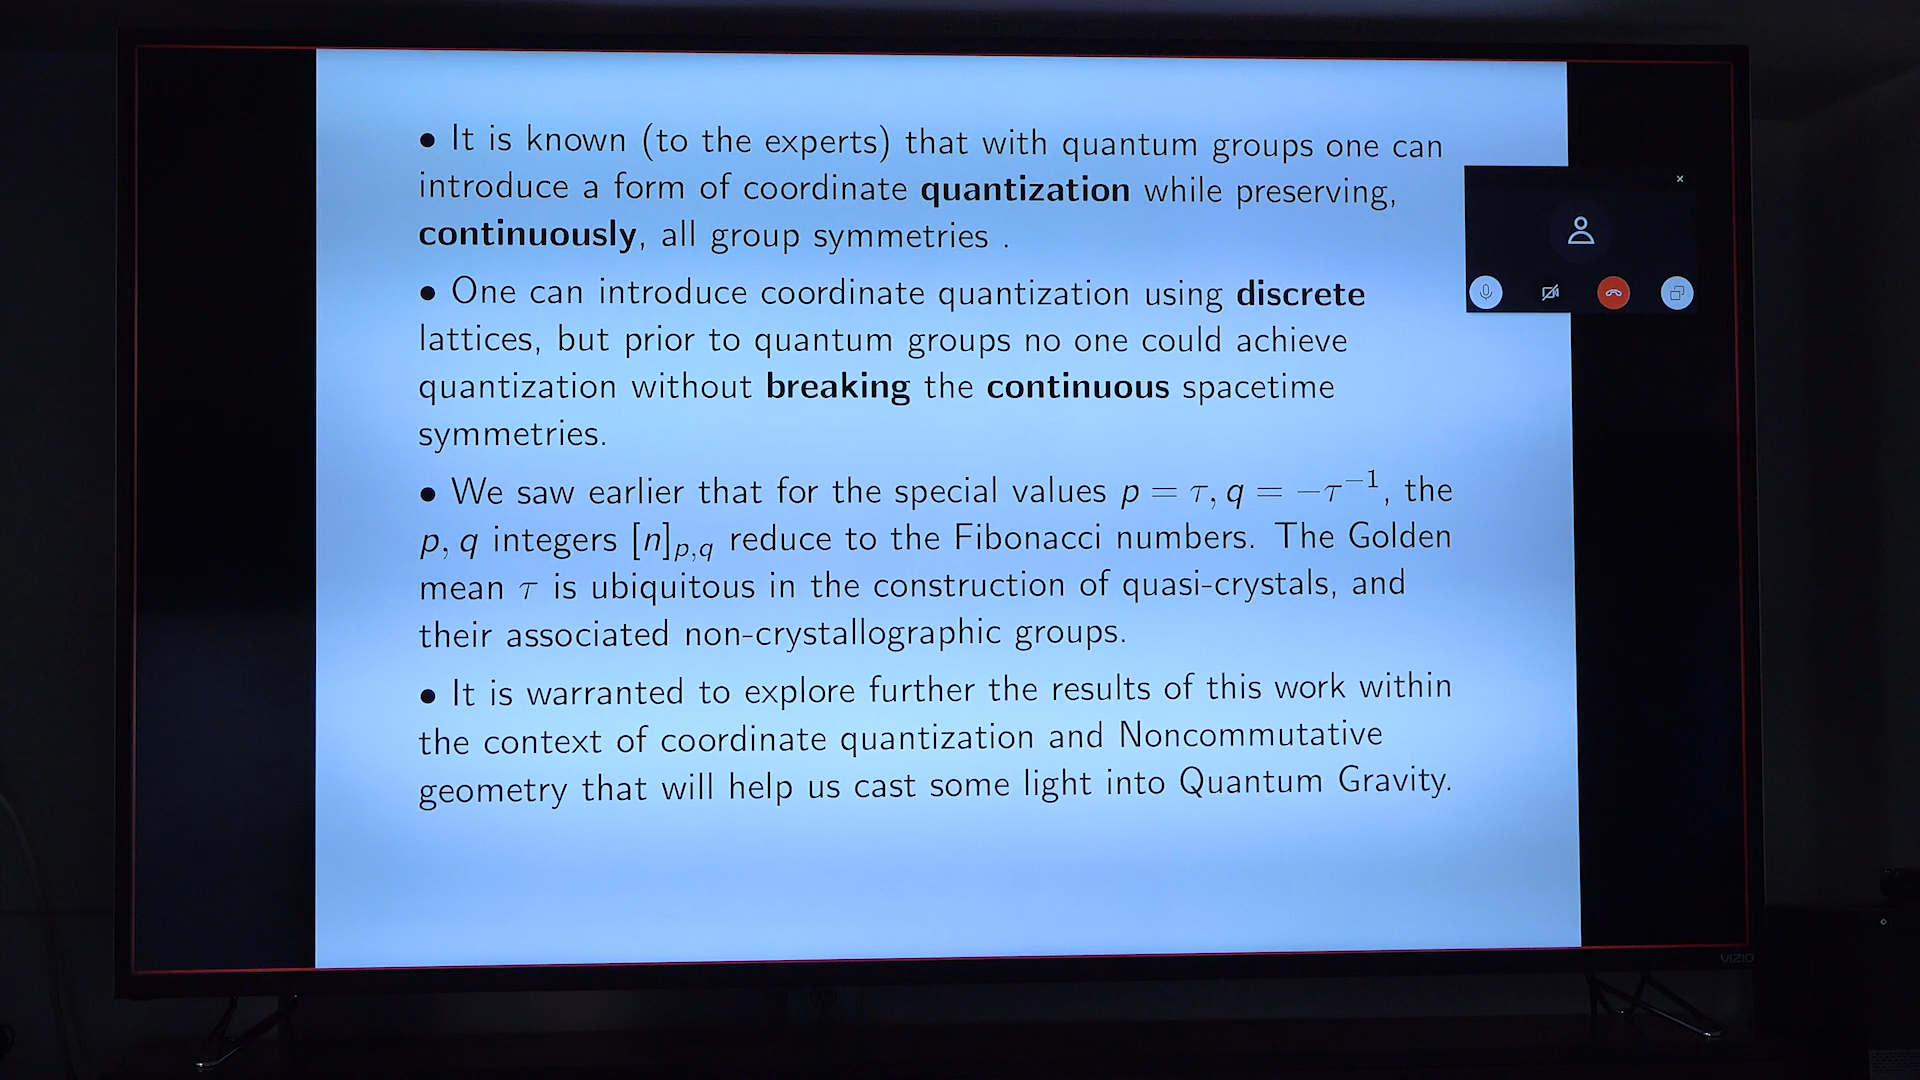 • It is known (to the experts) that with quantum groups one can
introduce a form of coordinate quantization while preserving,
continuously, all group symmetries .
• One can introduce coordinate quantization using discrete
lattices, but prior to quantum groups no one could achieve
quantization without breaking the continuous spacetime
symmetries.
• We saw earlier that for the special values p = τ, q = −τ⁻¹, the
p, q integers [n]p,q reduce to the Fibonacci numbers. The Golden
mean τ is ubiquitous in the construction of quasi-crystals, and
their associated non-crystallographic groups.
• It is warranted to explore further the results of this work within
the context of coordinate quantization and Noncommutative
geometry that will help us cast some light into Quantum Gravity.
VIZIO